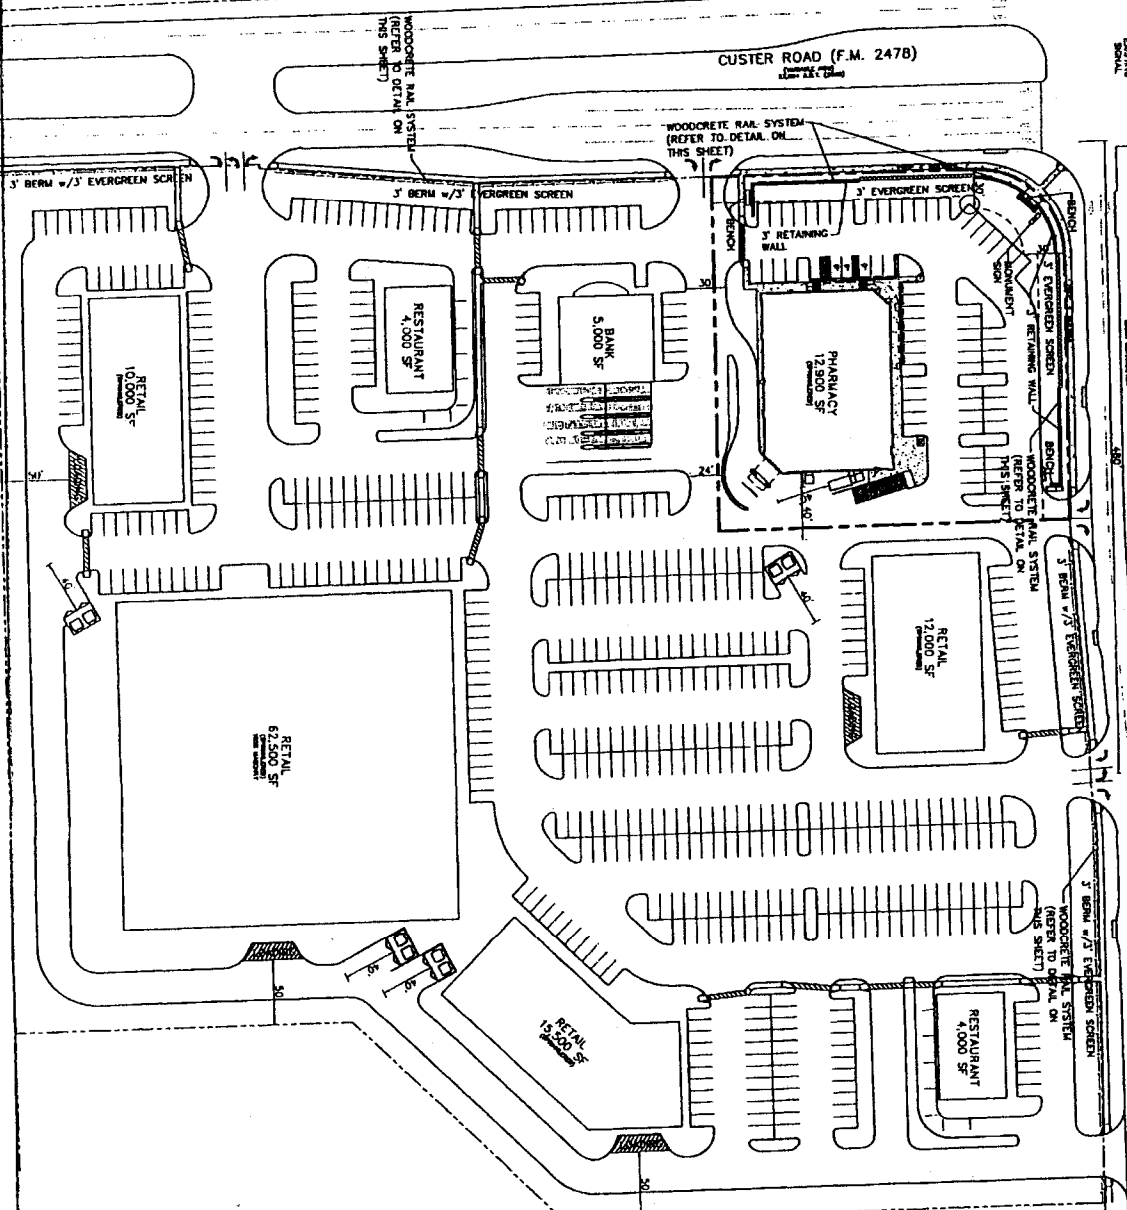 CUSTER ROAD (F.M. 2478)
WOODCRETE RAIL SYSTEM
(REFER TO DETAIL ON
THIS SHEET)
WOODCRETE RAIL SYSTEM
(REFER TO DETAIL ON
THIS SHEET)
3' BERM w/3' EVERGREEN SCREEN
3' BERM w/3' EVERGREEN SCREEN
3' EVERGREEN SCREEN
BENCH
3' RETAINING
WALL
BENCH
MONUMENT
SIGN
3' EVERGREEN SCREEN
3' RETAINING WALL
BENCH
WOODCRETE RAIL SYSTEM
(REFER TO DETAIL ON
THIS SHEET)
480'
30'
RETAIL
10,000 SF
RESTAURANT
4,000 SF
BANK
5,000 SF
PHARMACY
12,900 SF
50'
24'
40'
40'
40'
3' BERM w/3' EVERGREEN SCREEN
RETAIL
12,000 SF
RETAIL
62,500 SF
3' BERM w/3' EVERGREEN SCREEN
WOODCRETE RAIL SYSTEM
(REFER TO DETAIL ON
THIS SHEET)
RETAIL
15,500 SF
RESTAURANT
4,000 SF
50'
50'